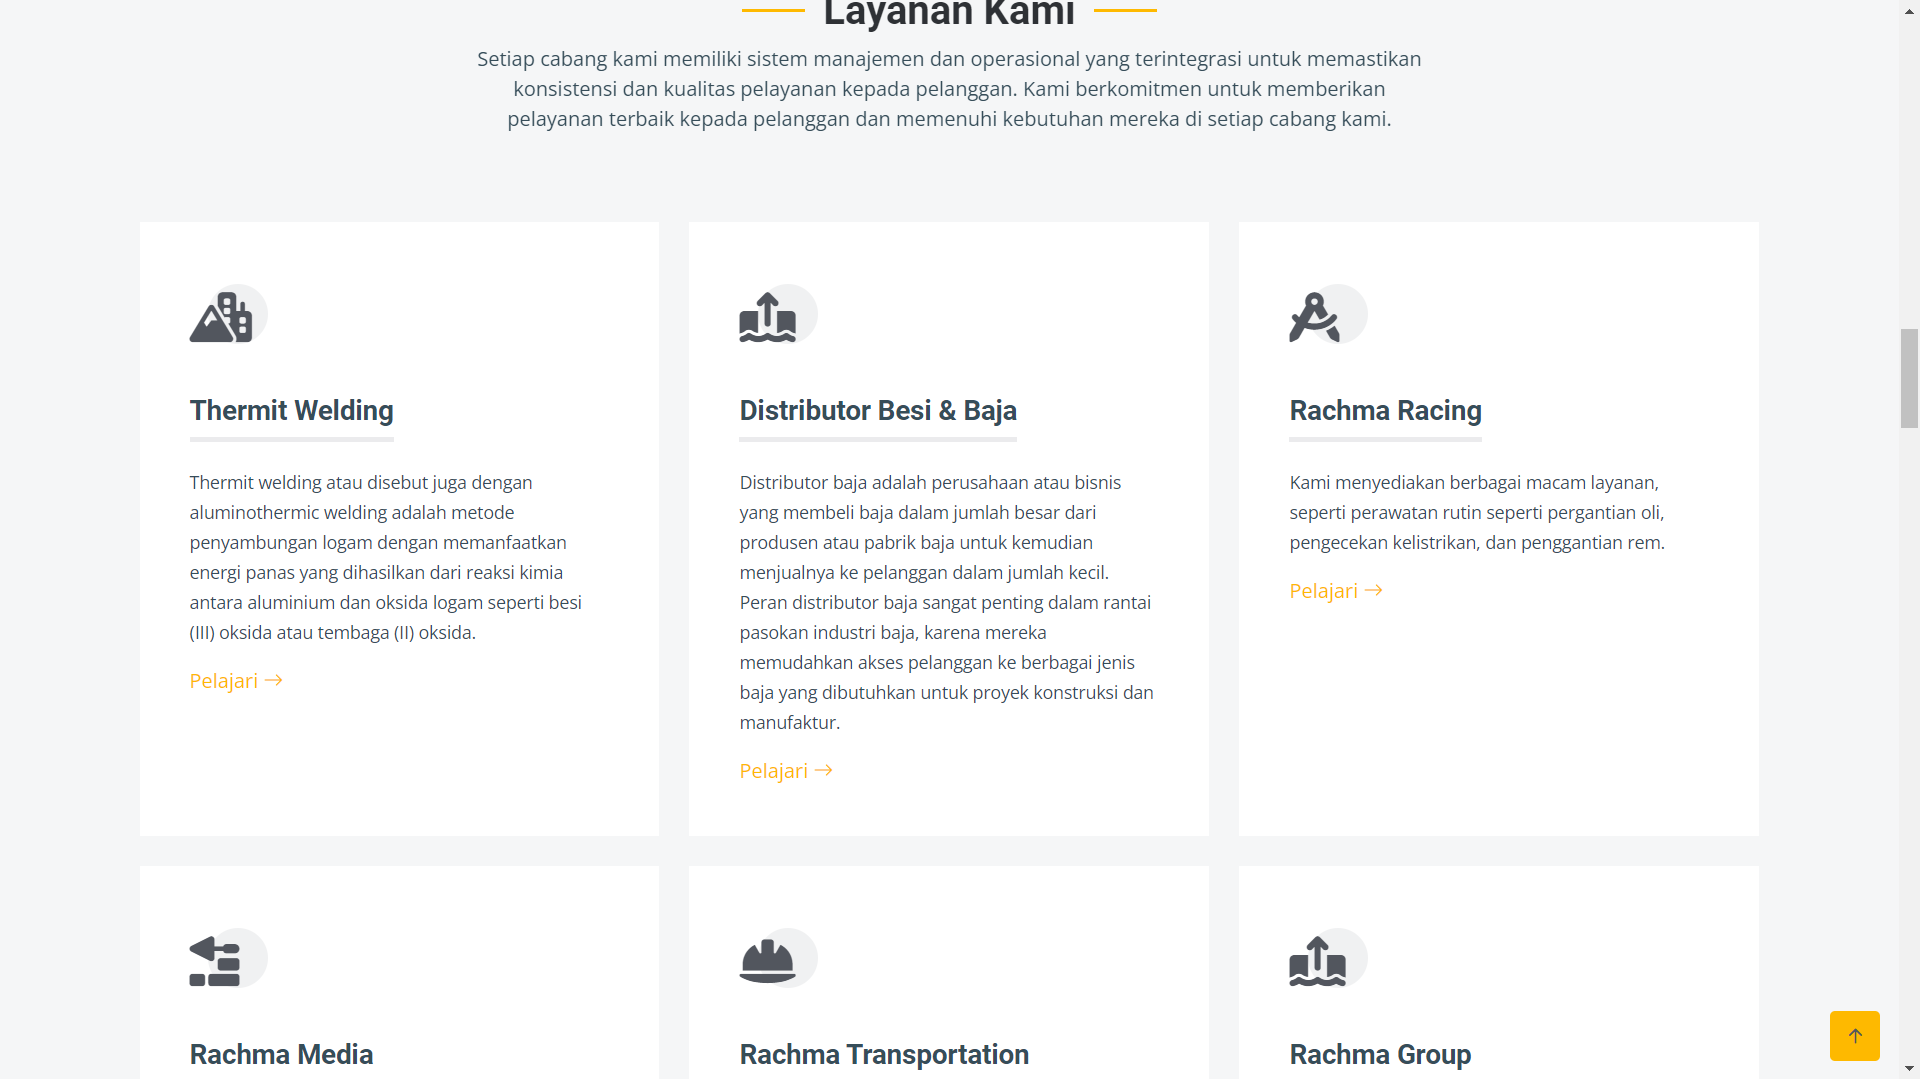 Layanan Kami
Setiap cabang kami memiliki sistem manajemen dan operasional yang terintegrasi untuk memastikan
konsistensi dan kualitas pelayanan kepada pelanggan. Kami berkomitmen untuk memberikan
pelayanan terbaik kepada pelanggan dan memenuhi kebutuhan mereka di setiap cabang kami.
Thermit Welding
Thermit welding atau disebut juga dengan
aluminothermic welding adalah metode
penyambungan logam dengan memanfaatkan
energi panas yang dihasilkan dari reaksi kimia
antara aluminium dan oksida logam seperti besi
(III) oksida atau tembaga (II) oksida.
Pelajari
Distributor Besi & Baja
Distributor baja adalah perusahaan atau bisnis
yang membeli baja dalam jumlah besar dari
produsen atau pabrik baja untuk kemudian
menjualnya ke pelanggan dalam jumlah kecil.
Peran distributor baja sangat penting dalam rantai
pasokan industri baja, karena mereka
memudahkan akses pelanggan ke berbagai jenis
baja yang dibutuhkan untuk proyek konstruksi dan
manufaktur.
Pelajari
Rachma Racing
Kami menyediakan berbagai macam layanan,
seperti perawatan rutin seperti pergantian oli,
pengecekan kelistrikan, dan penggantian rem.
Pelajari
Rachma Media
Rachma Transportation
Rachma Group